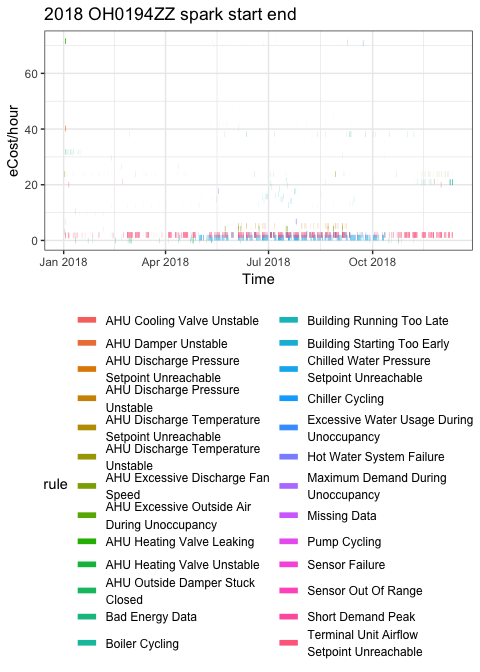 2018 OH0194ZZ spark start end
eCost/hour
60
40
20
0
Jan 2018
Apr 2018
Jul 2018
Oct 2018
Time
rule
AHU Cooling Valve Unstable
AHU Damper Unstable
AHU Discharge Pressure
Setpoint Unreachable
AHU Discharge Pressure
Unstable
AHU Discharge Temperature
Setpoint Unreachable
AHU Discharge Temperature
Unstable
AHU Excessive Discharge Fan
Speed
AHU Excessive Outside Air
During Unoccupancy
AHU Heating Valve Leaking
AHU Heating Valve Unstable
AHU Outside Damper Stuck
Closed
Bad Energy Data
Boiler Cycling
Building Running Too Late
Building Starting Too Early
Chilled Water Pressure
Setpoint Unreachable
Chiller Cycling
Excessive Water Usage During
Unoccupancy
Hot Water System Failure
Maximum Demand During
Unoccupancy
Missing Data
Pump Cycling
Sensor Failure
Sensor Out Of Range
Short Demand Peak
Terminal Unit Airflow
Setpoint Unreachable